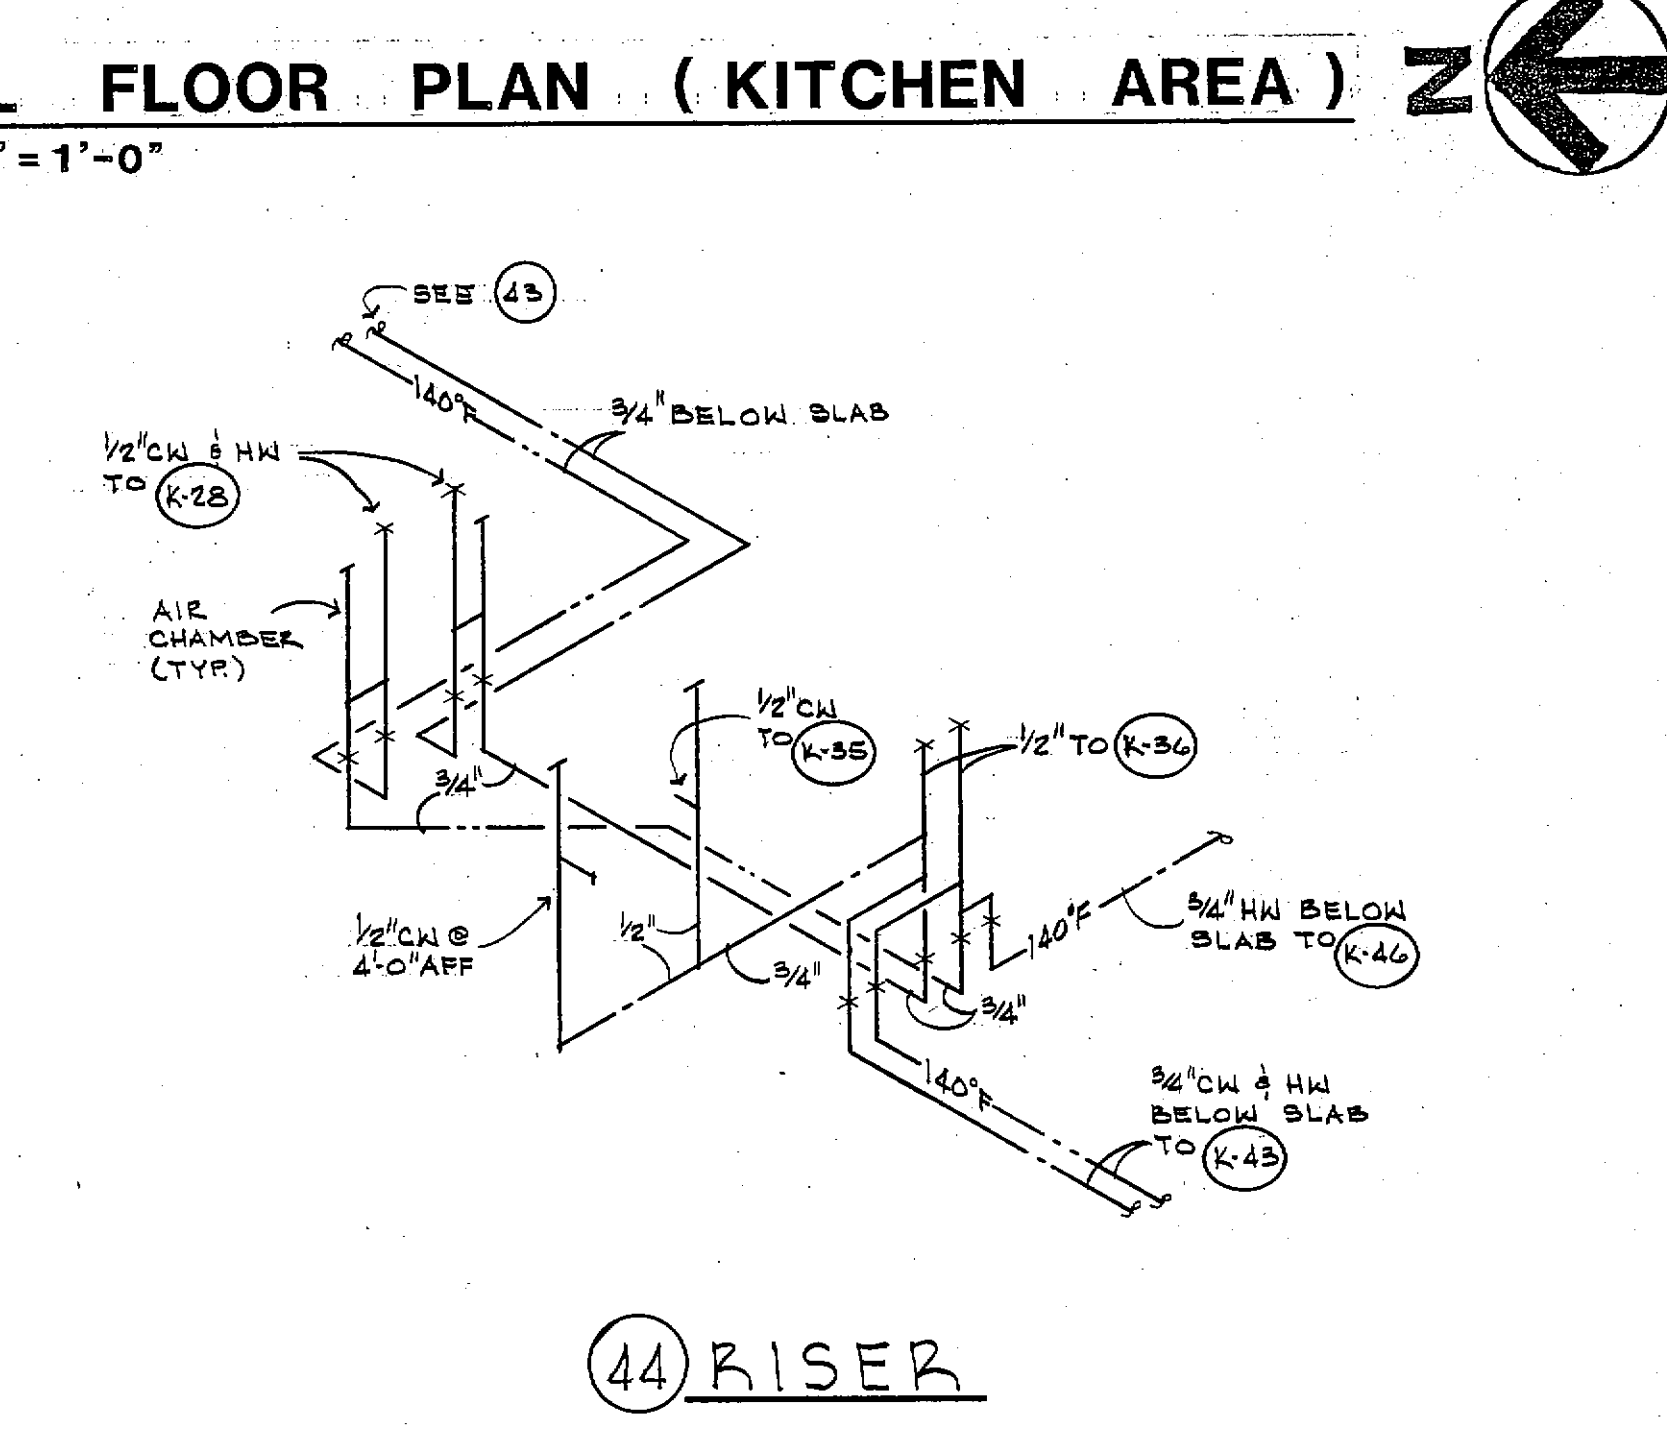 FLOOR PLAN ( KITCHEN AREA )
N
" = 1'-0"
SEE 43
140°F
3/4" BELOW SLAB
1/2" CW & HW
TO K-28
AIR
CHAMBER
(TYP.)
3/4"
1/2" CW
TO K-35
1/2" TO K-36
1/2" CW @
4'-0" AFF
1/2"
3/4"
140°F
3/4" HW BELOW
SLAB TO K-46
3/4"
140°F
3/4" CW & HW
BELOW SLAB
TO K-43
44 RISER